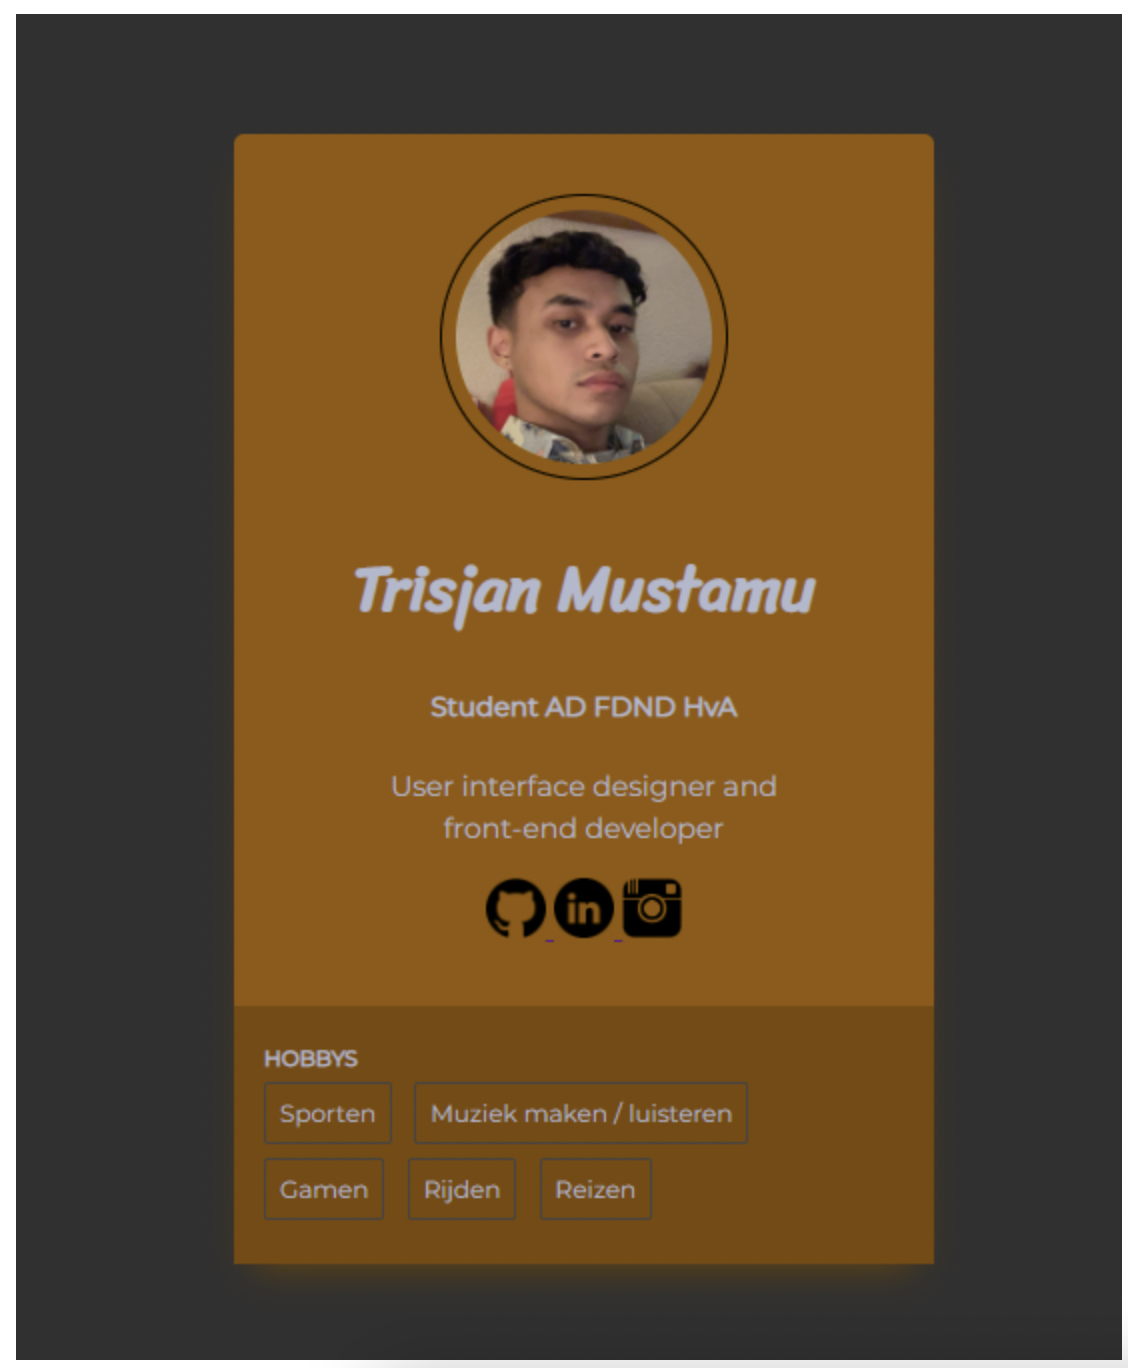 Trisjan Mustamu
Student AD FDND HvA
User interface designer and
front-end developer
in
HOBBYS
Sporten
Muziek maken / luisteren
Gamen
Rijden
Reizen